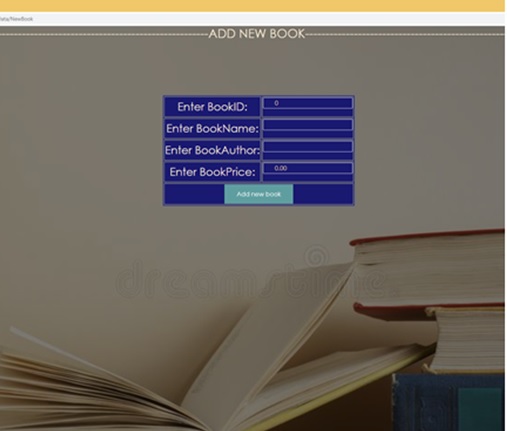 ata/NewBook
ADD NEW BOOK
Enter BookID: 0
Enter BookName:
Enter BookAuthor:
Enter BookPrice: 0.00
Add new book
dreamstime